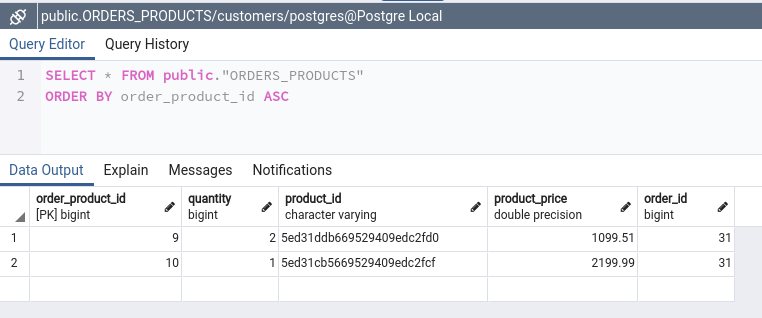 public.ORDERS_PRODUCTS/customers/postgres@Postgre Local
Query Editor Query History
1 SELECT * FROM public."ORDERS_PRODUCTS"
2 ORDER BY order_product_id ASC
Data Output Explain Messages Notifications
order_product_id quantity product_id product_price order_id
[PK] bigint bigint character varying double precision bigint
1 9 2 5ed31ddb669529409edc2fd0 1099.51 31
2 10 1 5ed31cb5669529409edc2fcf 2199.99 31